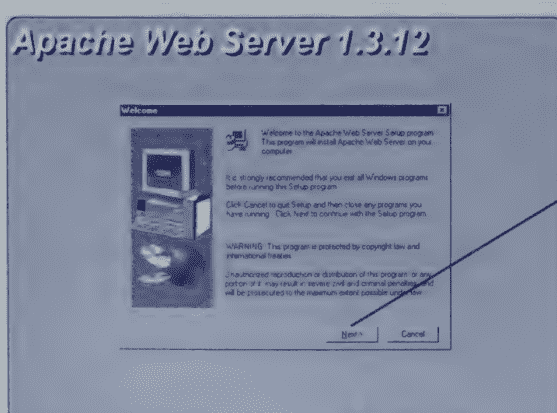 Apache Web Server 1.3.12
Welcome
Welcome to the Apache Web Server Setup program.
This program will install Apache Web Server on your
computer.
It is strongly recommended that you exit all Windows programs
before running this Setup program.
Click Cancel to quit Setup and then close any programs you
have running. Click Next to continue with the Setup program.
WARNING: This program is protected by copyright law and
international treaties.
Unauthorized reproduction or distribution of this program, or any
portion of it, may result in severe civil and criminal penalties, and
will be prosecuted to the maximum extent possible under law.
Next >
Cancel